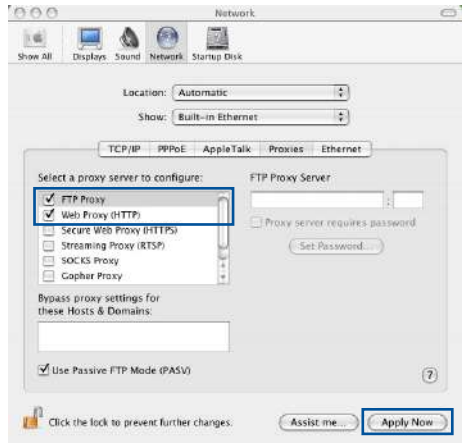 Network
Show All Displays Sound Network Startup Disk
Location: Automatic
Show: Built-in Ethernet
TCP/IP PPPoE AppleTalk Proxies Ethernet
Select a proxy server to configure: FTP Proxy Server
FTP Proxy
Web Proxy (HTTP) :
Secure Web Proxy (HTTPS) Proxy server requires password
Streaming Proxy (RTSP) Set Password...
SOCKS Proxy
Gopher Proxy
Bypass proxy settings for
these Hosts & Domains:
Use Passive FTP Mode (PASV) ?
Click the lock to prevent further changes. Assist me... Apply Now